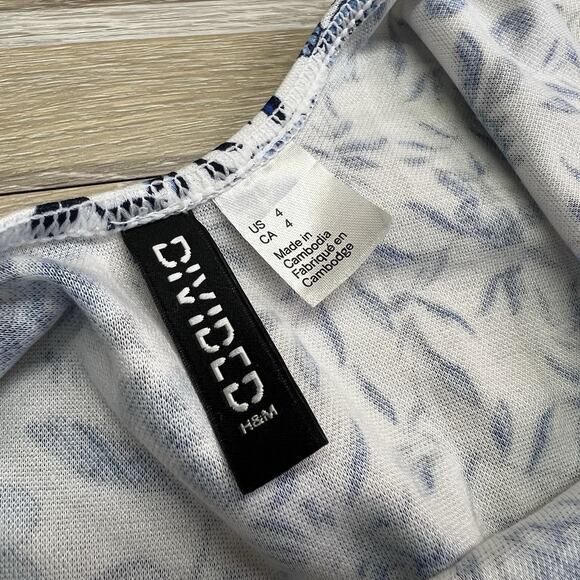 DIVIDED
H&M
US 4
CA 4
Made in
Cambodia
Fabriqué en
Cambodge